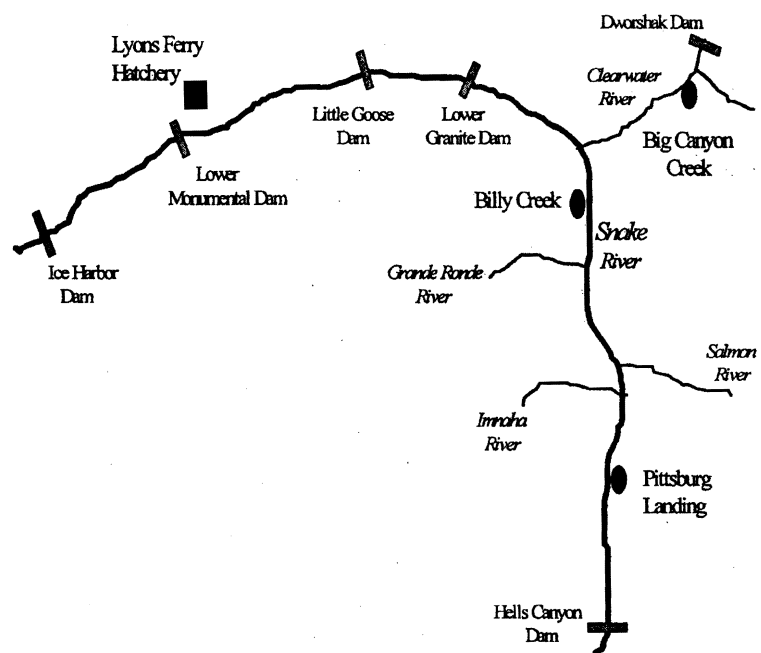 Dworshak Dam
Lyons Ferry
Hatchery
Clearwater
River
Little Goose
Dam
Lower
Granite Dam
Big Canyon
Creek
Lower
Monumental Dam
Billy Creek
Snake
River
Ice Harbor
Dam
Grande Ronde
River
Salmon
River
Imnaha
River
Pittsburg
Landing
Hells Canyon
Dam